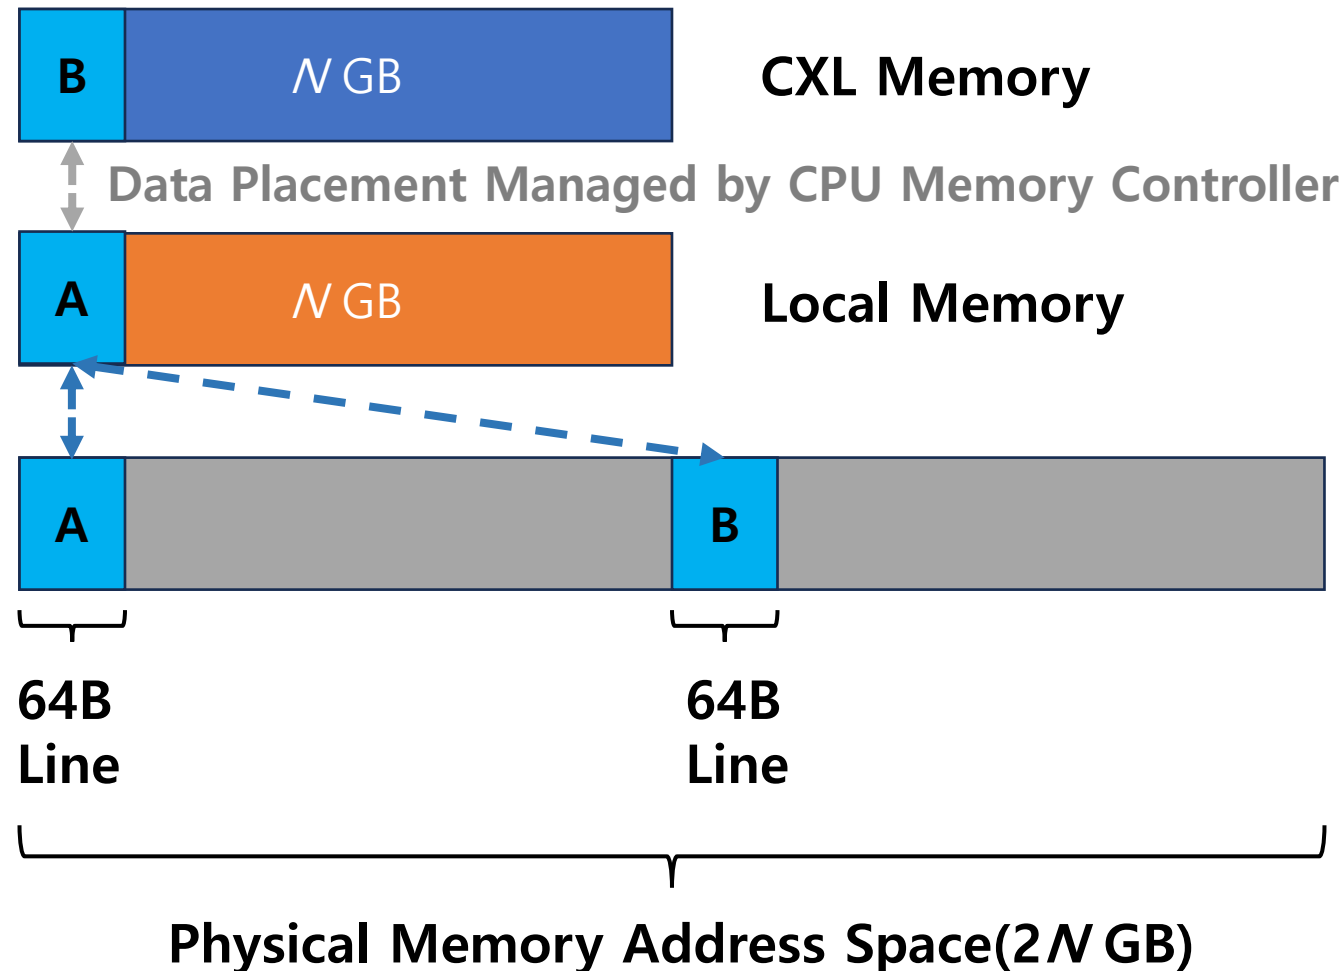 B
N GB
CXL Memory
Data Placement Managed by CPU Memory Controller
A
N GB
Local Memory
A
B
64B
Line
64B
Line
Physical Memory Address Space(2N GB)